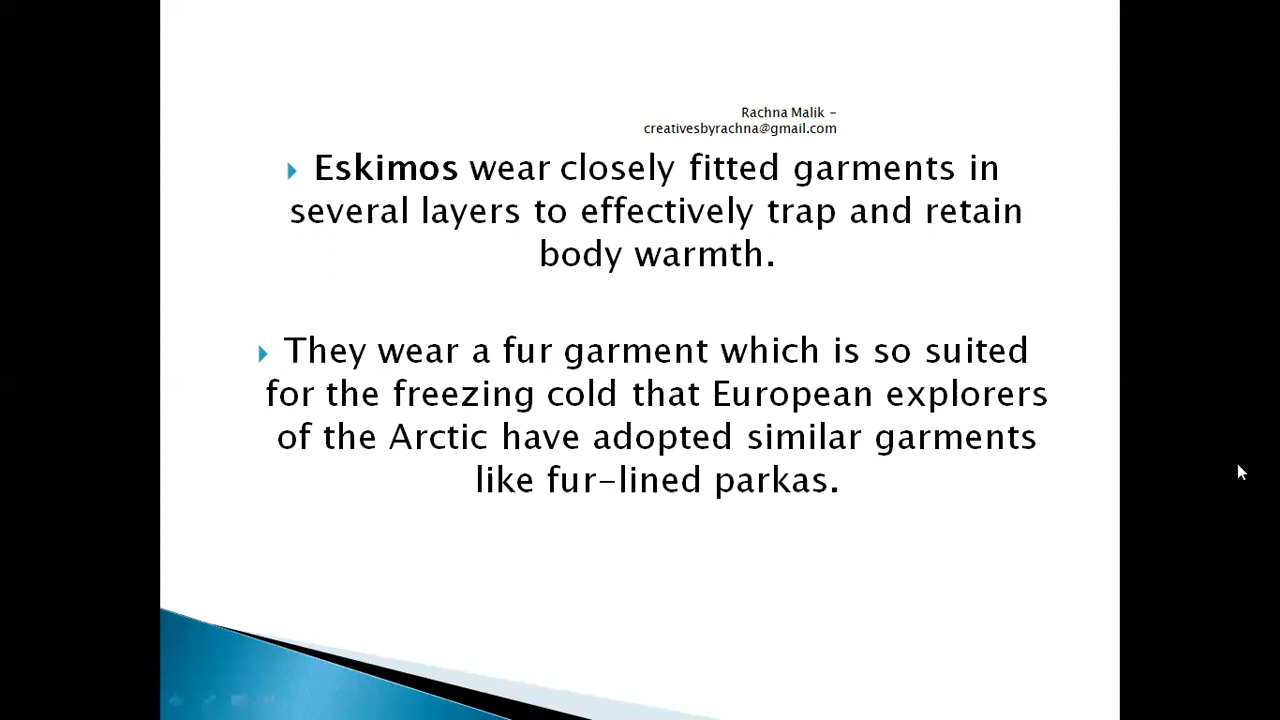 Rachna Malik -
creativesbyrachna@gmail.com
Eskimos wear closely fitted garments in
several layers to effectively trap and retain
body warmth.
They wear a fur garment which is so suited
for the freezing cold that European explorers
of the Arctic have adopted similar garments
like fur-lined parkas.